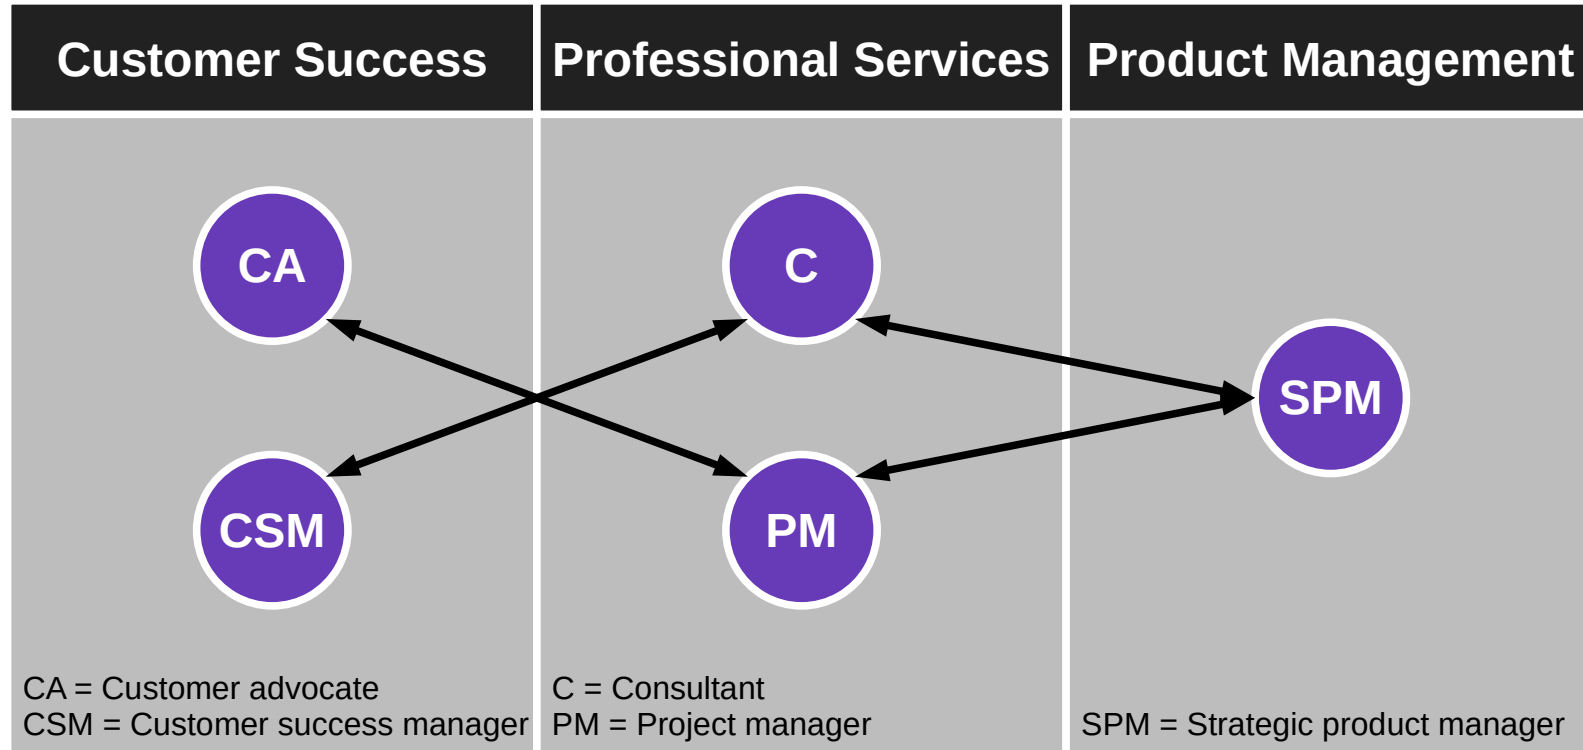 Customer Success
Professional Services
Product Management
CA
C
SPM
CSM
PM
CA = Customer advocate
CSM = Customer success manager
C = Consultant
PM = Project manager
SPM = Strategic product manager